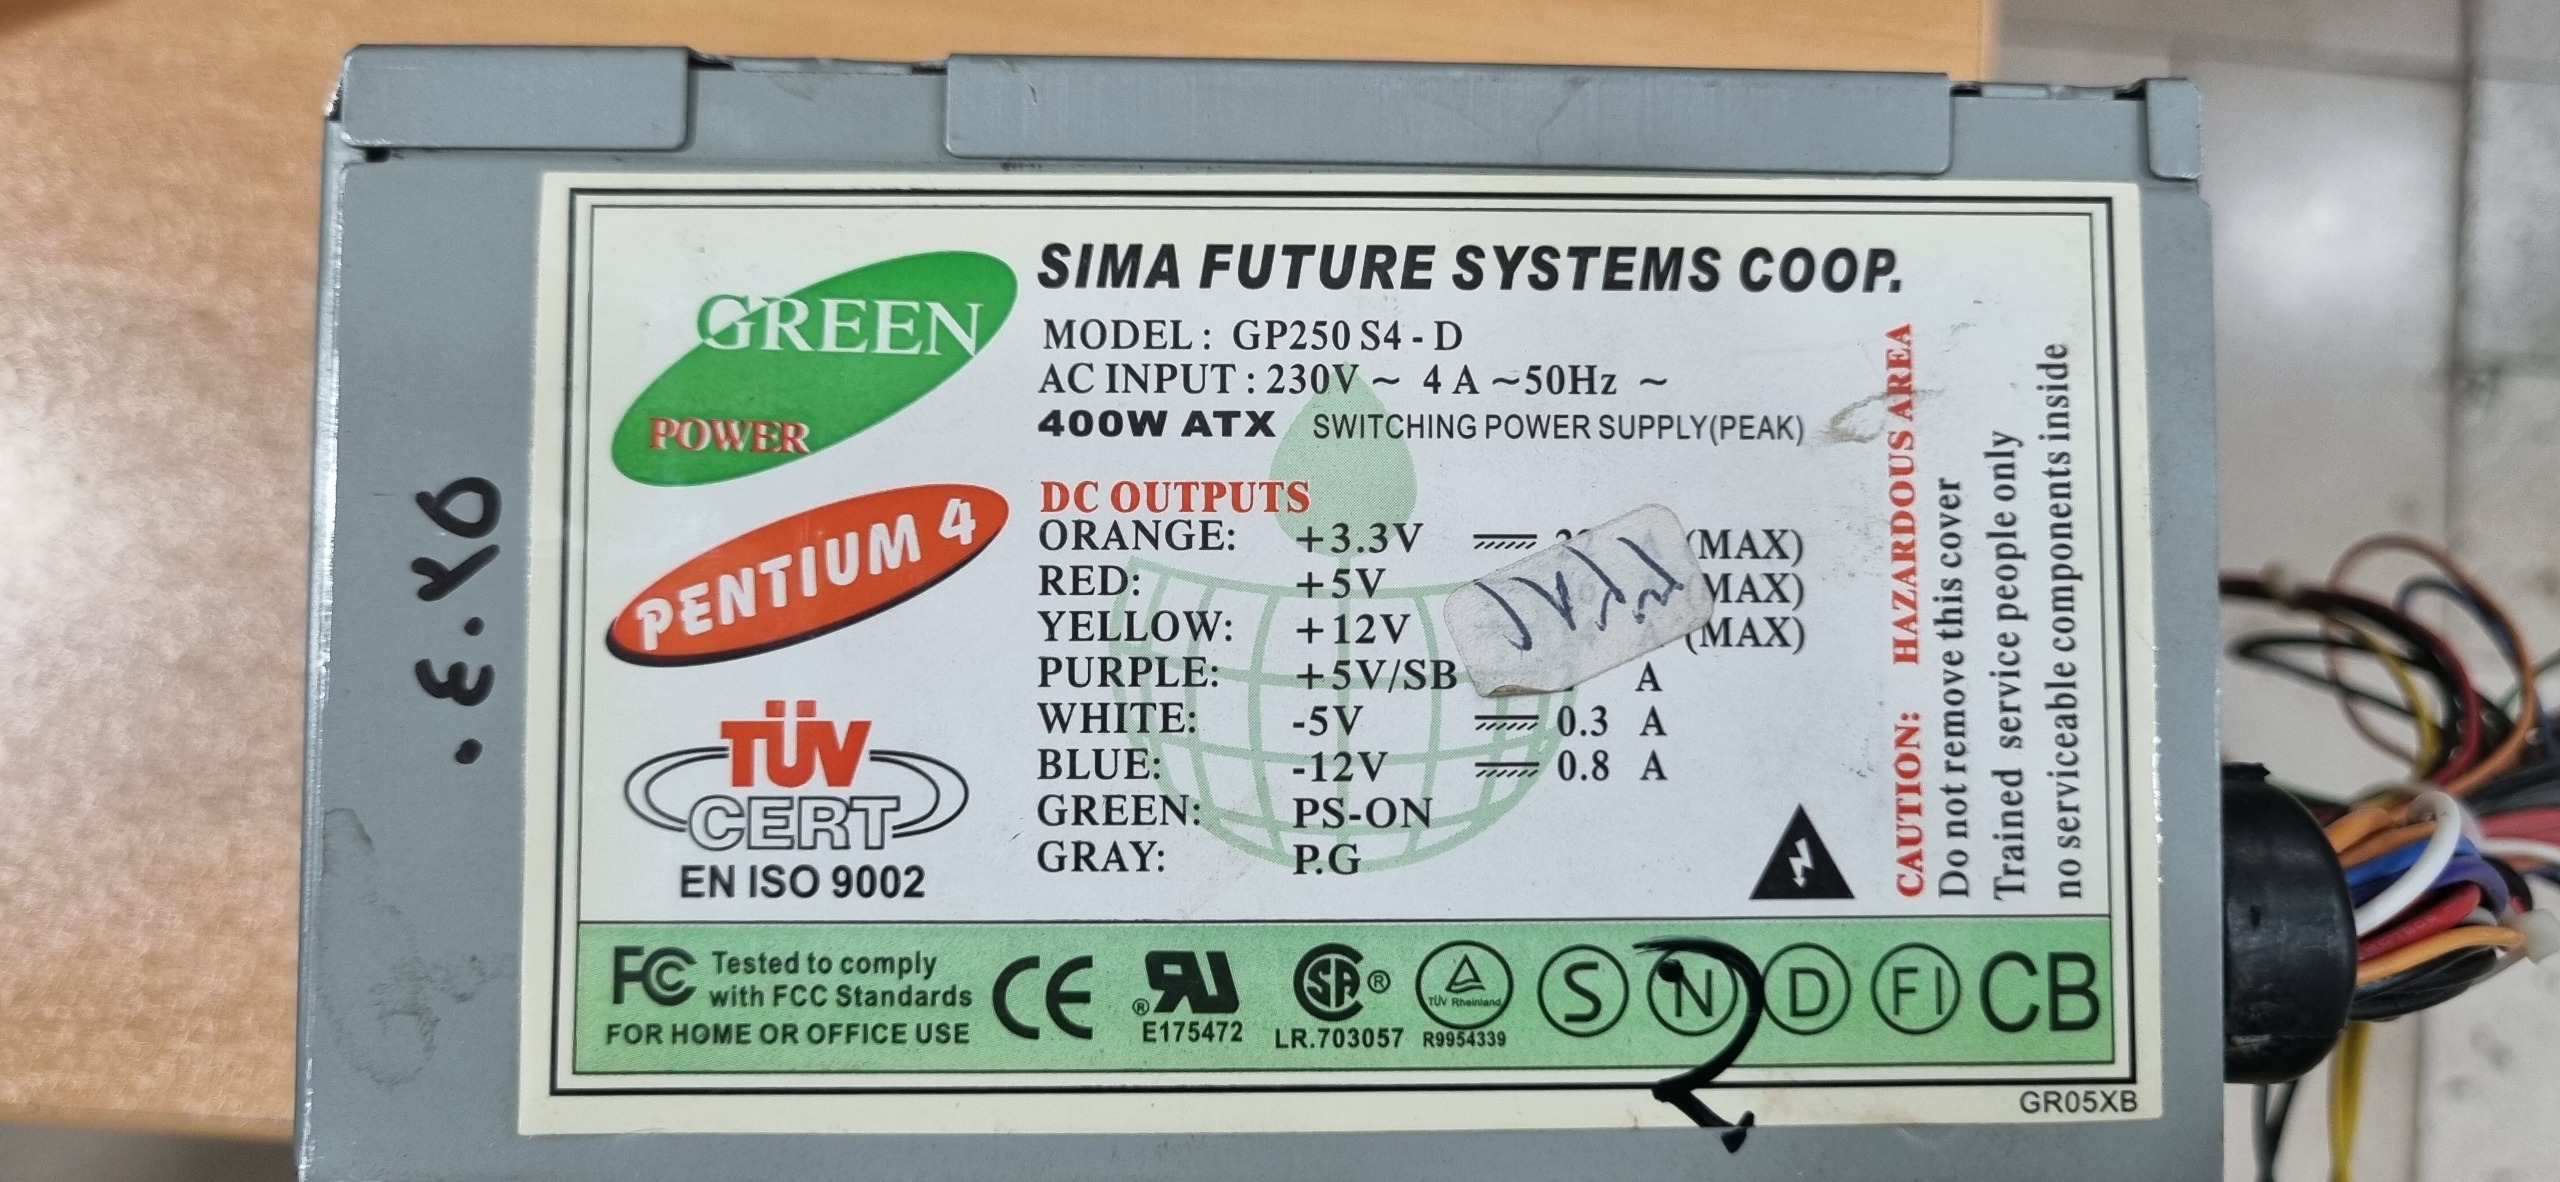 GREEN
POWER
PENTIUM 4
TÜV
CERT
EN ISO 9002
SIMA FUTURE SYSTEMS COOP.
MODEL : GP250 S4 - D
AC INPUT : 230V ~ 4 A ~50Hz ~
400W ATX SWITCHING POWER SUPPLY(PEAK)
DC OUTPUTS
ORANGE: +3.3V (MAX)
RED: +5V (MAX)
YELLOW: +12V (MAX)
PURPLE: +5V/SB A
WHITE: -5V 0.3 A
BLUE: -12V 0.8 A
GREEN: PS-ON
GRAY: P.G
CAUTION: HAZARDOUS AREA
Do not remove this cover
Trained service people only
no serviceable components inside
FC Tested to comply
with FCC Standards
FOR HOME OR OFFICE USE
CE
®
E175472
SA ®
LR.703057
TÜV Rheinland
R9954339
S N D FI CB
GR05XB